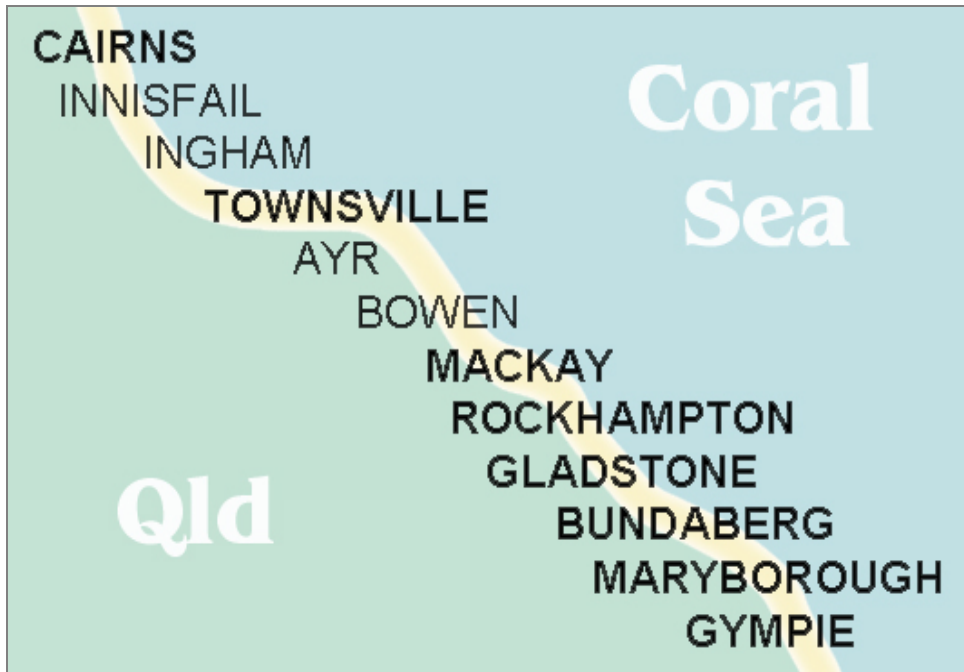 CAIRNS
INNISFAIL
INGHAM
TOWNSVILLE
AYR
BOWEN
MACKAY
ROCKHAMPTON
GLADSTONE
BUNDABERG
MARYBOROUGH
GYMPIE
Coral
Sea
Qld